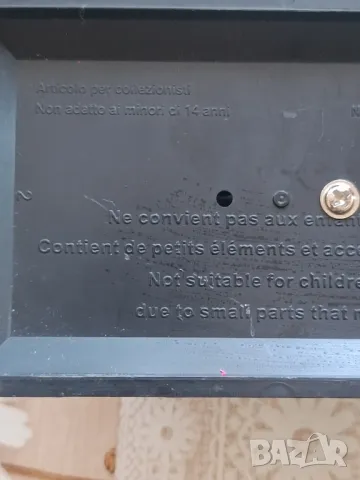 Articolo per collezionisti
Non adatto ai minori di 14 anni.
2
Ne convient pas aux
Contient de petits éléments et
Not suitable for
due to small parts that
BAZAR